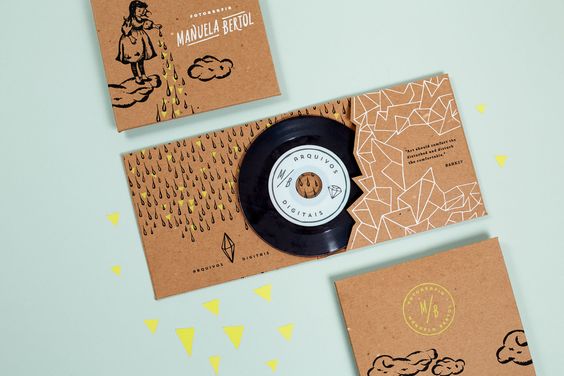 FOTOGRAFIA
MANUELA BERTOL
ARQUIVOS
M/B
DIGITAIS
"Art should comfort the
disturbed and disturb
the comfortable."
BANKSY
ARQUIVOS DIGITAIS
FOTOGRAFIA
M/B
MANUELA BERTOL